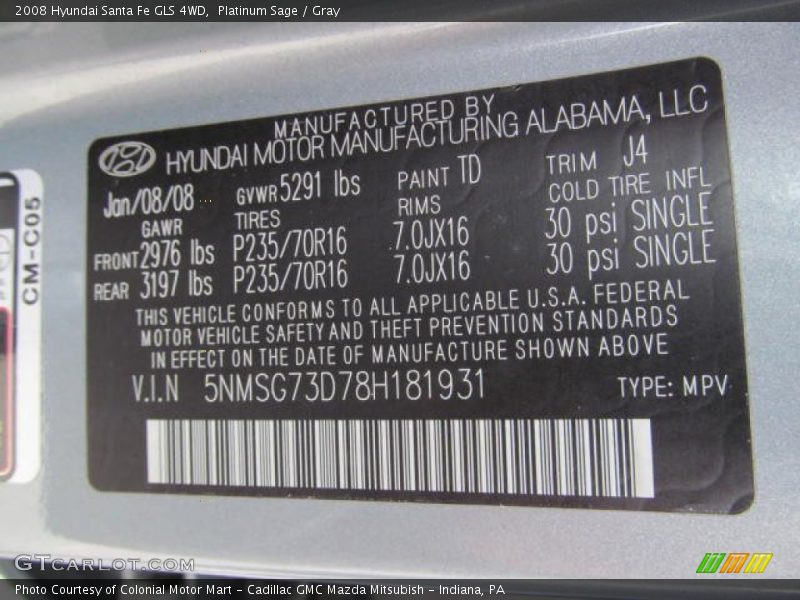 2008 Hyundai Santa Fe GLS 4WD, Platinum Sage / Gray
MANUFACTURED BY
HYUNDAI MOTOR MANUFACTURING ALABAMA, LLC
Jan/08/08 GVWR 5291 lbs PAINT TD TRIM J4
GAWR TIRES RIMS COLD TIRE INFL
FRONT 2976 lbs P235/70R16 7.0JX16 30 psi SINGLE
REAR 3197 lbs P235/70R16 7.0JX16 30 psi SINGLE
THIS VEHICLE CONFORMS TO ALL APPLICABLE U.S.A. FEDERAL
MOTOR VEHICLE SAFETY AND THEFT PREVENTION STANDARDS
IN EFFECT ON THE DATE OF MANUFACTURE SHOWN ABOVE
V.I.N 5NMSG73D78H181931 TYPE: MPV
CM-C05
GTCARLOT.COM
Photo Courtesy of Colonial Motor Mart - Cadillac GMC Mazda Mitsubish - Indiana, PA